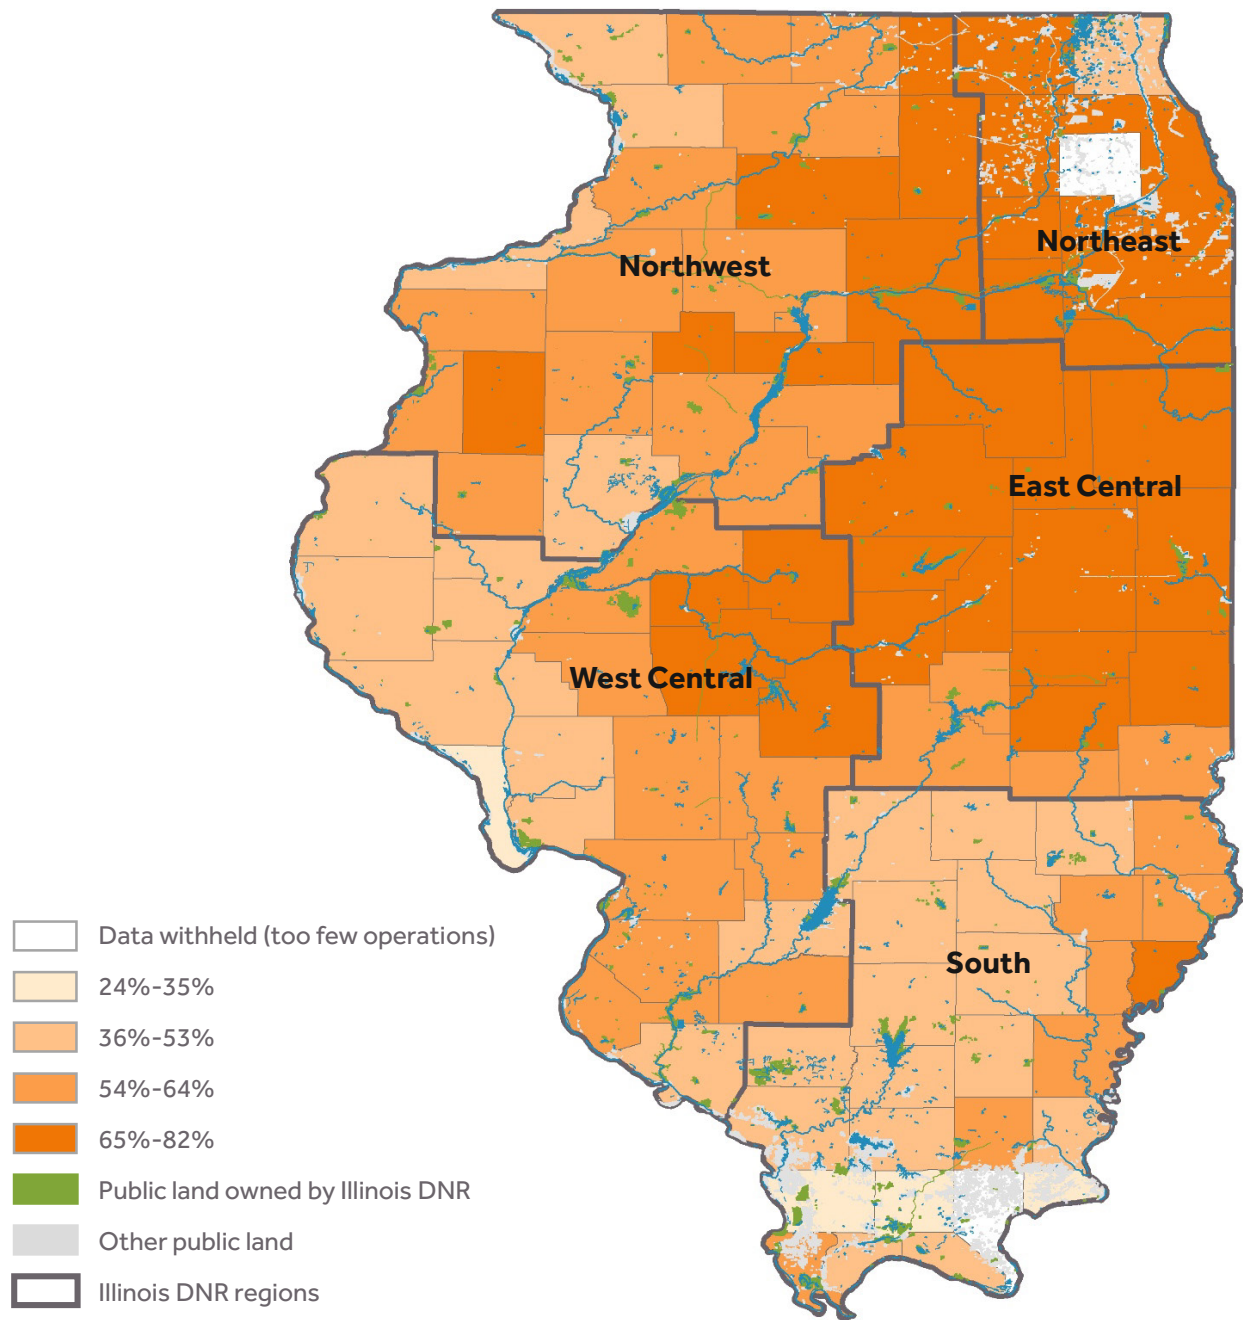 Northeast
Northwest
East Central
West Central
South
Data withheld (too few operations)
24%-35%
36%-53%
54%-64%
65%-82%
Public land owned by Illinois DNR
Other public land
Illinois DNR regions